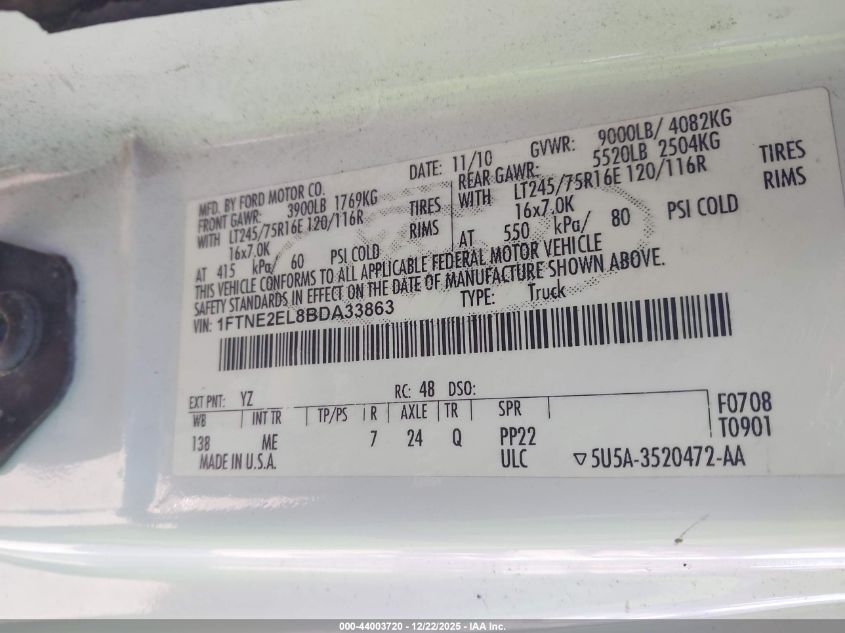 MFD. BY FORD MOTOR CO.
DATE: 11/10 GVWR: 9000LB/ 4082KG
FRONT GAWR: 3900LB 1769KG
REAR GAWR: 5520LB 2504KG
WITH LT245/75R16E 120/116R TIRES
WITH LT245/75R16E 120/116R TIRES
16x7.0K RIMS
16x7.0K RIMS
AT 415 kPa/ 60 PSI COLD
AT 550 kPa/ 80 PSI COLD
THIS VEHICLE CONFORMS TO ALL APPLICABLE FEDERAL MOTOR VEHICLE
SAFETY STANDARDS IN EFFECT ON THE DATE OF MANUFACTURE SHOWN ABOVE.
VIN: 1FTNE2EL8BDA33863
TYPE: Truck
EXT PNT: YZ RC: 48 DSO:
WB INT TR TP/PS R AXLE TR SPR
138 ME 7 24 Q PP22
ULC
F0708
T0901
MADE IN U.S.A.
▽5U5A-3520472-AA
000-44003720 - 12/22/2025 - IAA Inc.